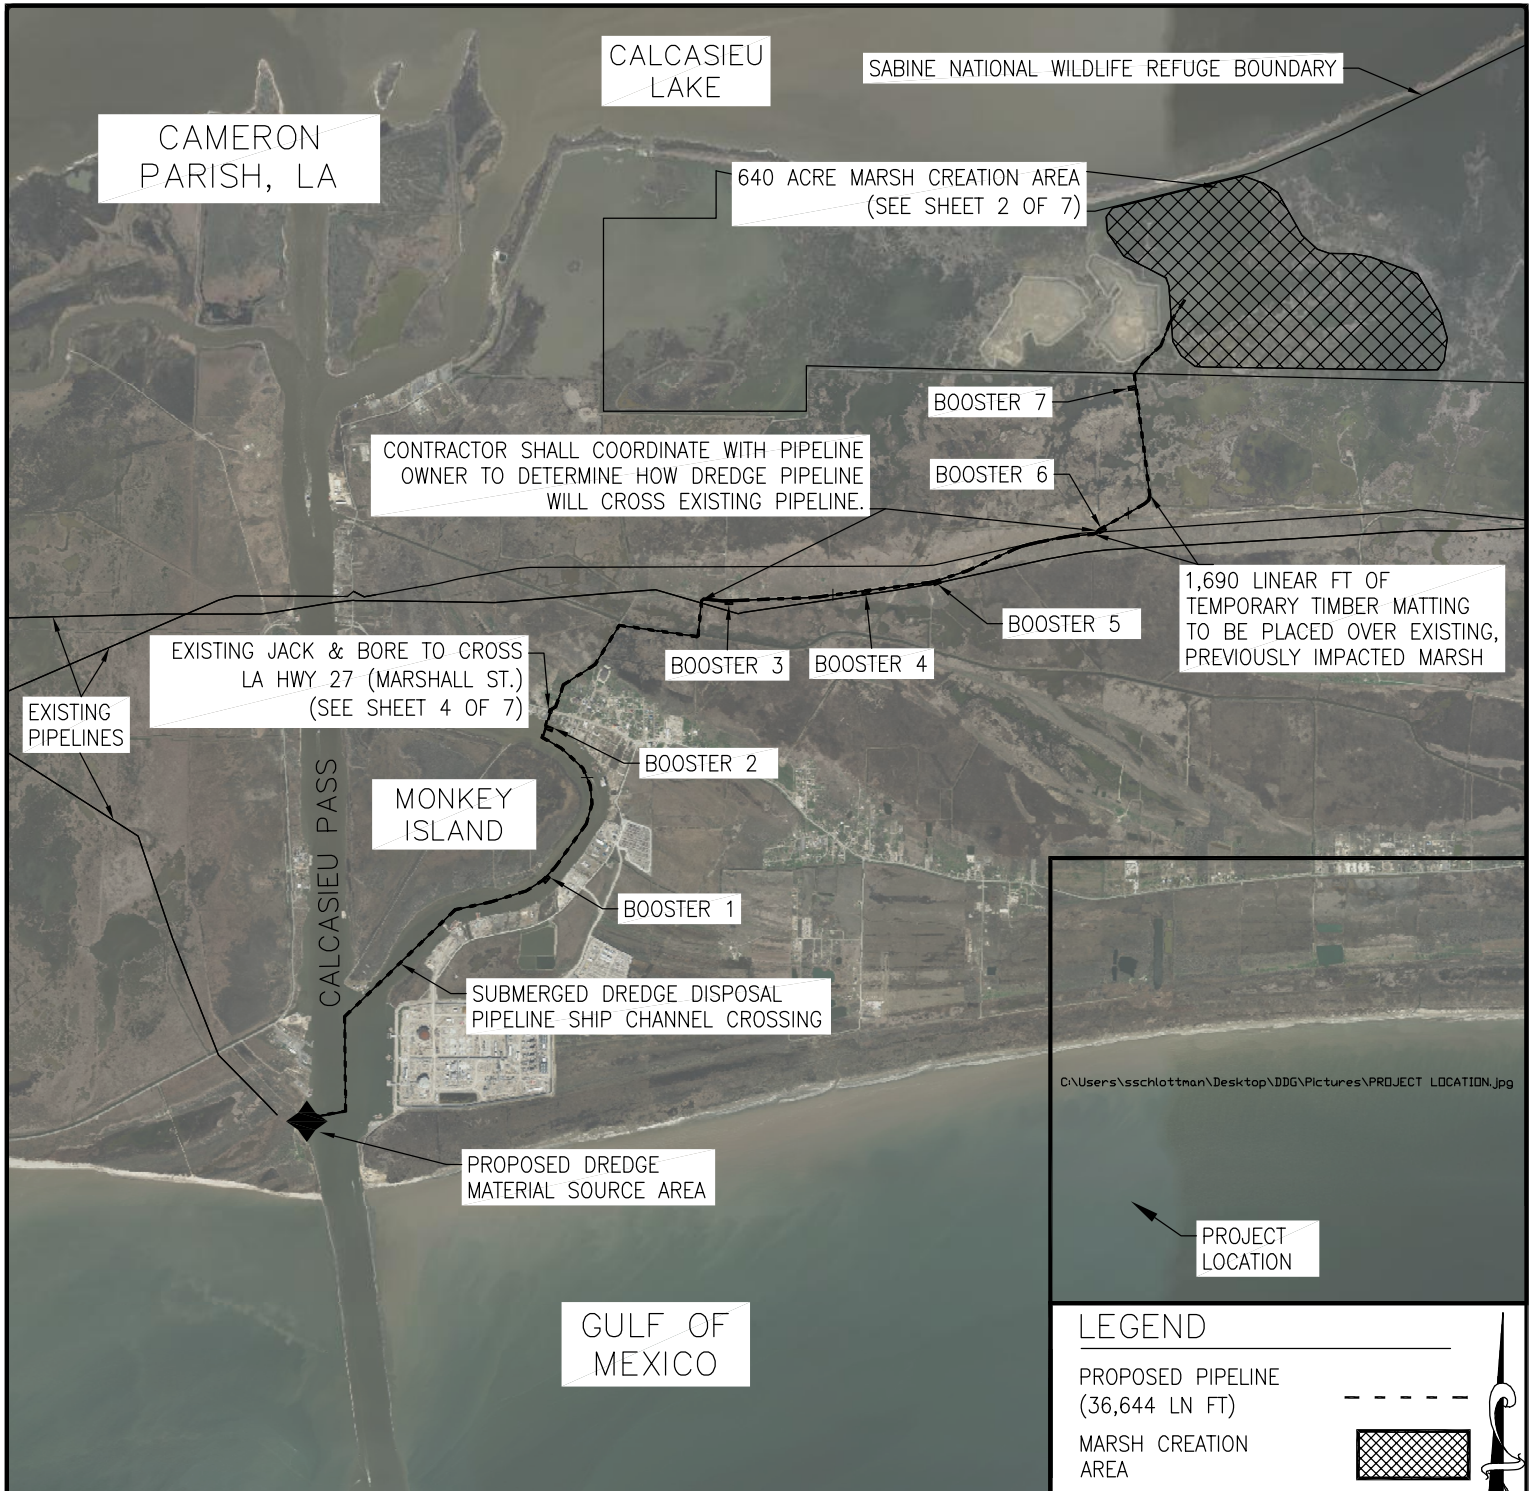 CALCASIEU
LAKE
SABINE NATIONAL WILDLIFE REFUGE BOUNDARY
CAMERON
PARISH, LA
640 ACRE MARSH CREATION AREA
(SEE SHEET 2 OF 7)
BOOSTER 7
CONTRACTOR SHALL COORDINATE WITH PIPELINE
OWNER TO DETERMINE HOW DREDGE PIPELINE
WILL CROSS EXISTING PIPELINE.
BOOSTER 6
1,690 LINEAR FT OF
TEMPORARY TIMBER MATTING
TO BE PLACED OVER EXISTING,
PREVIOUSLY IMPACTED MARSH
BOOSTER 5
BOOSTER 3
BOOSTER 4
EXISTING JACK & BORE TO CROSS
LA HWY 27 (MARSHALL ST.)
(SEE SHEET 4 OF 7)
EXISTING
PIPELINES
BOOSTER 2
MONKEY
ISLAND
CALCASIEU PASS
BOOSTER 1
SUBMERGED DREDGE DISPOSAL
PIPELINE SHIP CHANNEL CROSSING
C:\Users\sschlottman\Desktop\DDG\Pictures\PROJECT LOCATION.jpg
PROPOSED DREDGE
MATERIAL SOURCE AREA
PROJECT
LOCATION
GULF OF
MEXICO
LEGEND
PROPOSED PIPELINE
(36,644 LN FT)
MARSH CREATION
AREA